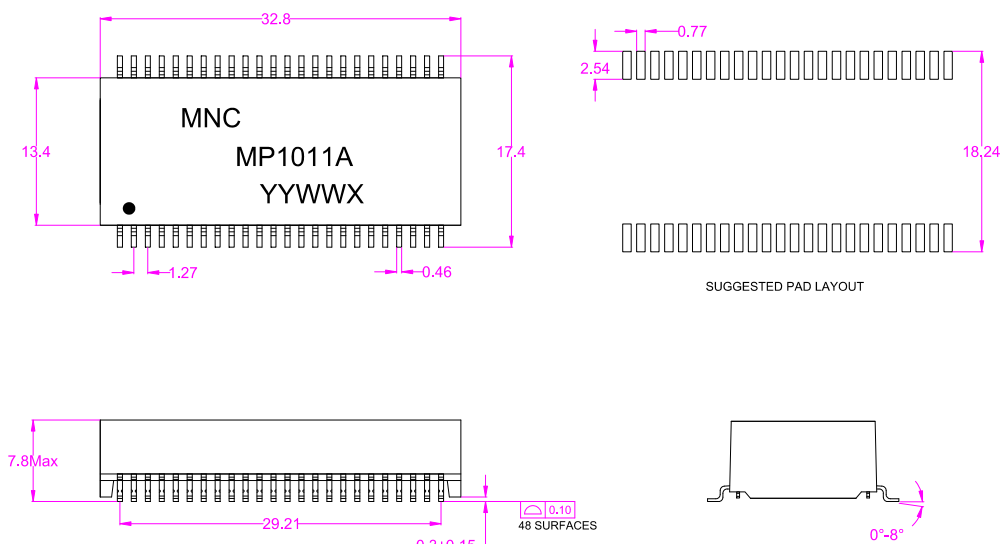 32.8
0.77
2.54
MNC
MP1011A
YYWWX
13.4
17.4
18.24
1.27
0.46
SUGGESTED PAD LAYOUT
7.8Max
29.21
0.10
48 SURFACES
0°-8°